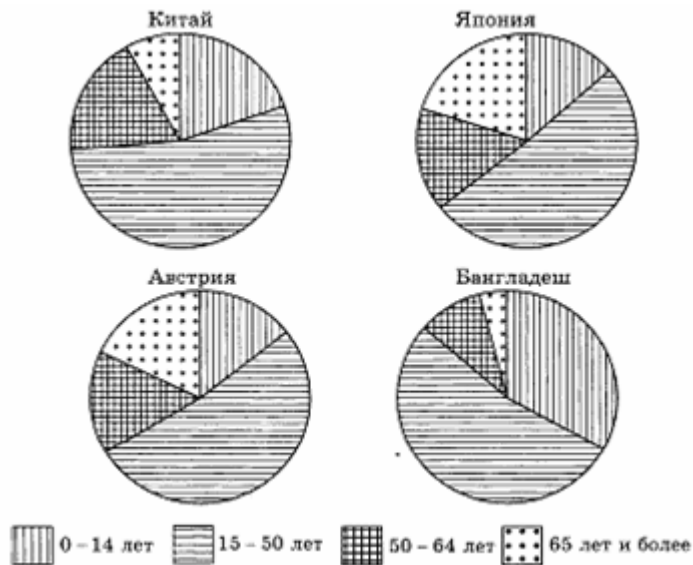 Китай
Япония
Австрия
Бангладеш
0 – 14 лет
15 – 50 лет
50 – 64 лет
65 лет и более